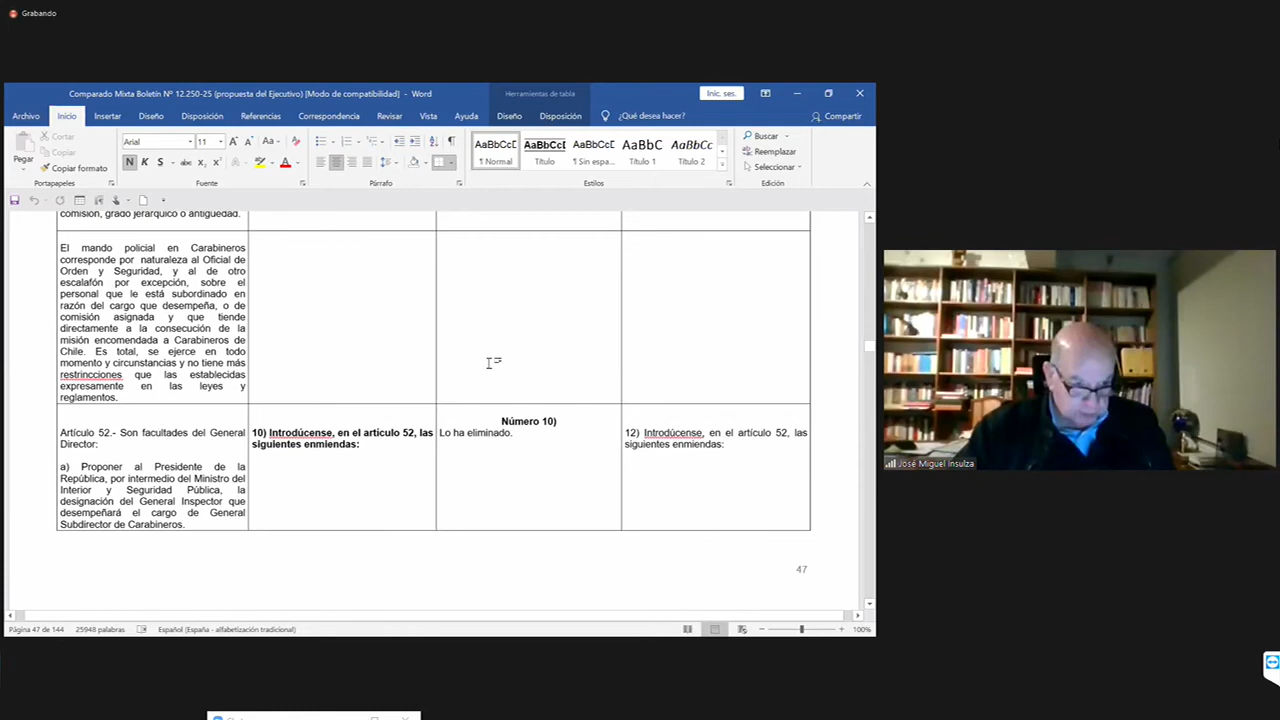 Grabando
Comparado Mixta Boletín Nº 12.250-25 (propuesta del Ejecutivo) [Modo de compatibilidad] - Word
Herramientas de tabla
Inic. ses.
Archivo Inicio Insertar Diseño Disposición Referencias Correspondencia Revisar Vista Ayuda Diseño Disposición ¿Qué desea hacer? Compartir
Pegar
Cortar
Copiar
Copiar formato
Arial 11
N K S abc x₂ x²
AaBbCcD AaBbCcI AaBbCcD AaBbC AaBbCc
¶ Normal Título ¶ Sin espa... Título 1 Título 2
Buscar
Reemplazar
Seleccionar
Portapapeles Fuente Párrafo Estilos Edición
comisión, grado jerárquico o antigüedad.
El mando policial en Carabineros
corresponde por naturaleza al Oficial de
Orden y Seguridad, y al de otro
escalafón por excepción, sobre el
personal que le está subordinado en
razón del cargo que desempeña, o de
comisión asignada y que tiende
directamente a la consecución de la
misión encomendada a Carabineros de
Chile. Es total, se ejerce en todo
momento y circunstancias y no tiene más
restrincciones que las establecidas
expresamente en las leyes y
reglamentos.
Artículo 52.- Son facultades del General
Director:
a) Proponer al Presidente de la
República, por intermedio del Ministro del
Interior y Seguridad Pública, la
designación del General Inspector que
desempeñará el cargo de General
Subdirector de Carabineros.
10) Introdúcense, en el artículo 52, las
siguientes enmiendas:
Número 10)
Lo ha eliminado.
12) Introdúcense, en el artículo 52, las
siguientes enmiendas:
47
Página 47 de 144 25948 palabras Español (España - alfabetización tradicional) 100%
José Miguel Insulza